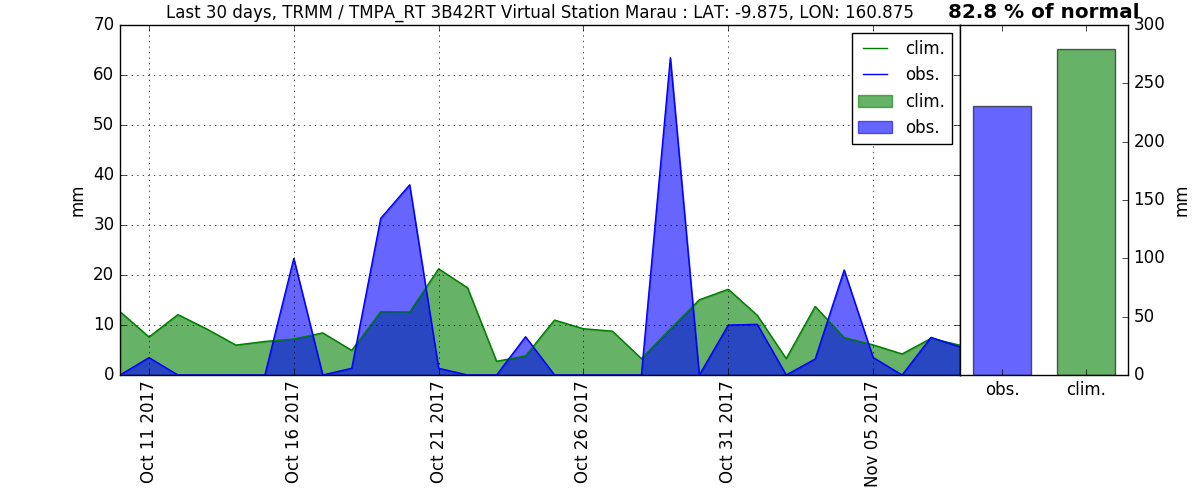 Last 30 days, TRMM / TMPA_RT 3B42RT Virtual Station Marau : LAT: -9.875, LON: 160.875
82.8 % of normal
70
60
50
40
30
20
10
0
mm
clim.
obs.
clim.
obs.
Oct 11 2017
Oct 16 2017
Oct 21 2017
Oct 26 2017
Oct 31 2017
Nov 05 2017
300
250
200
150
100
50
0
mm
obs.
clim.